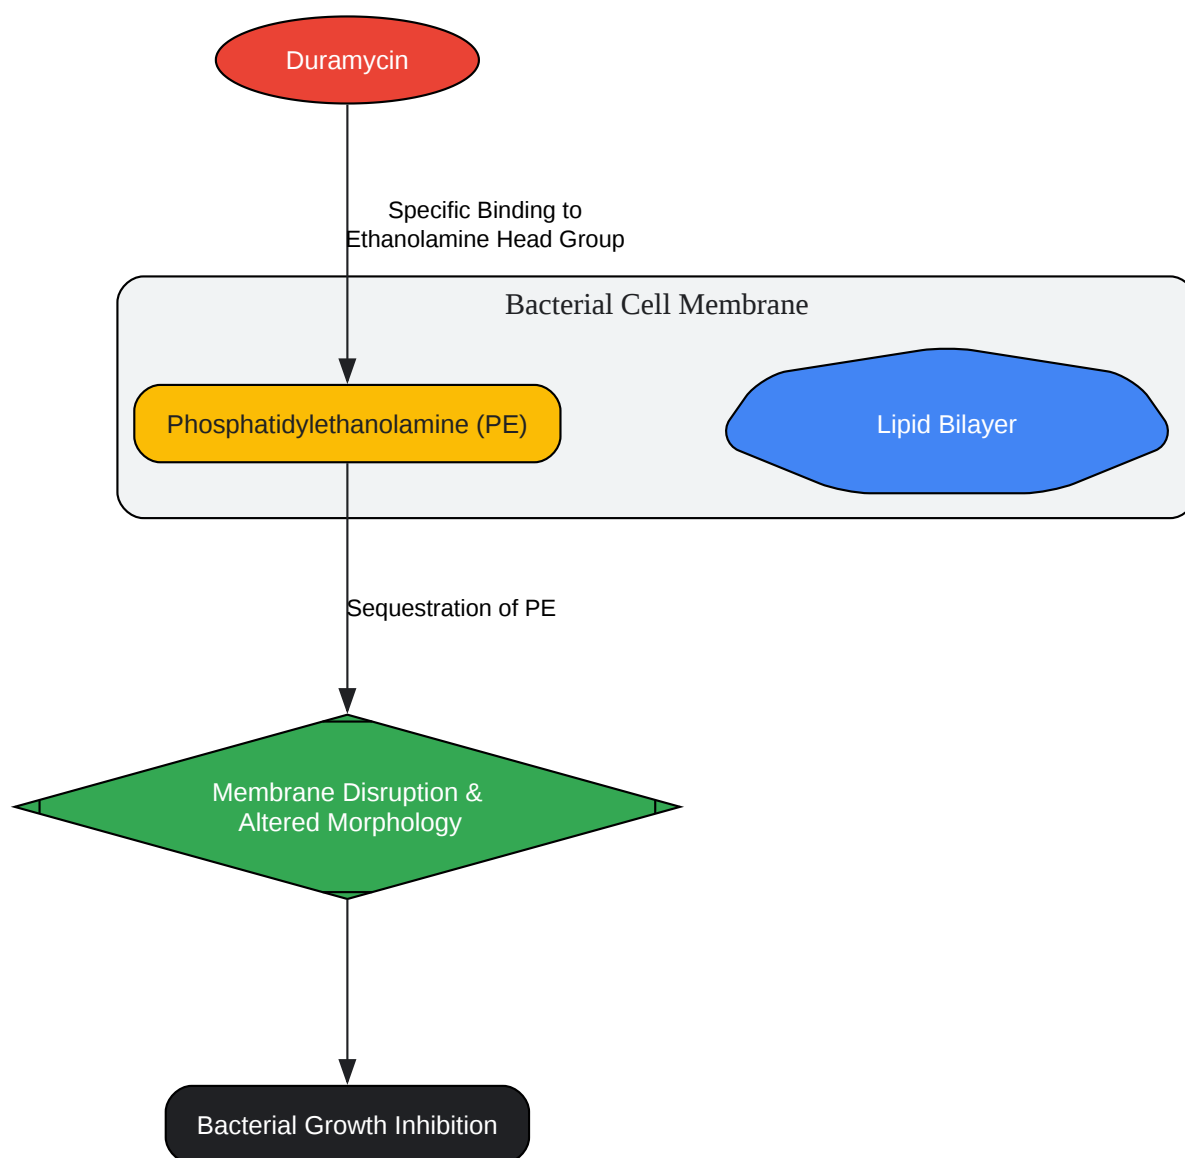 Duramycin
Specific Binding to
Ethanolamine Head Group
Bacterial Cell Membrane
Phosphatidylethanolamine (PE)
Lipid Bilayer
Sequestration of PE
Membrane Disruption &
Altered Morphology
Bacterial Growth Inhibition